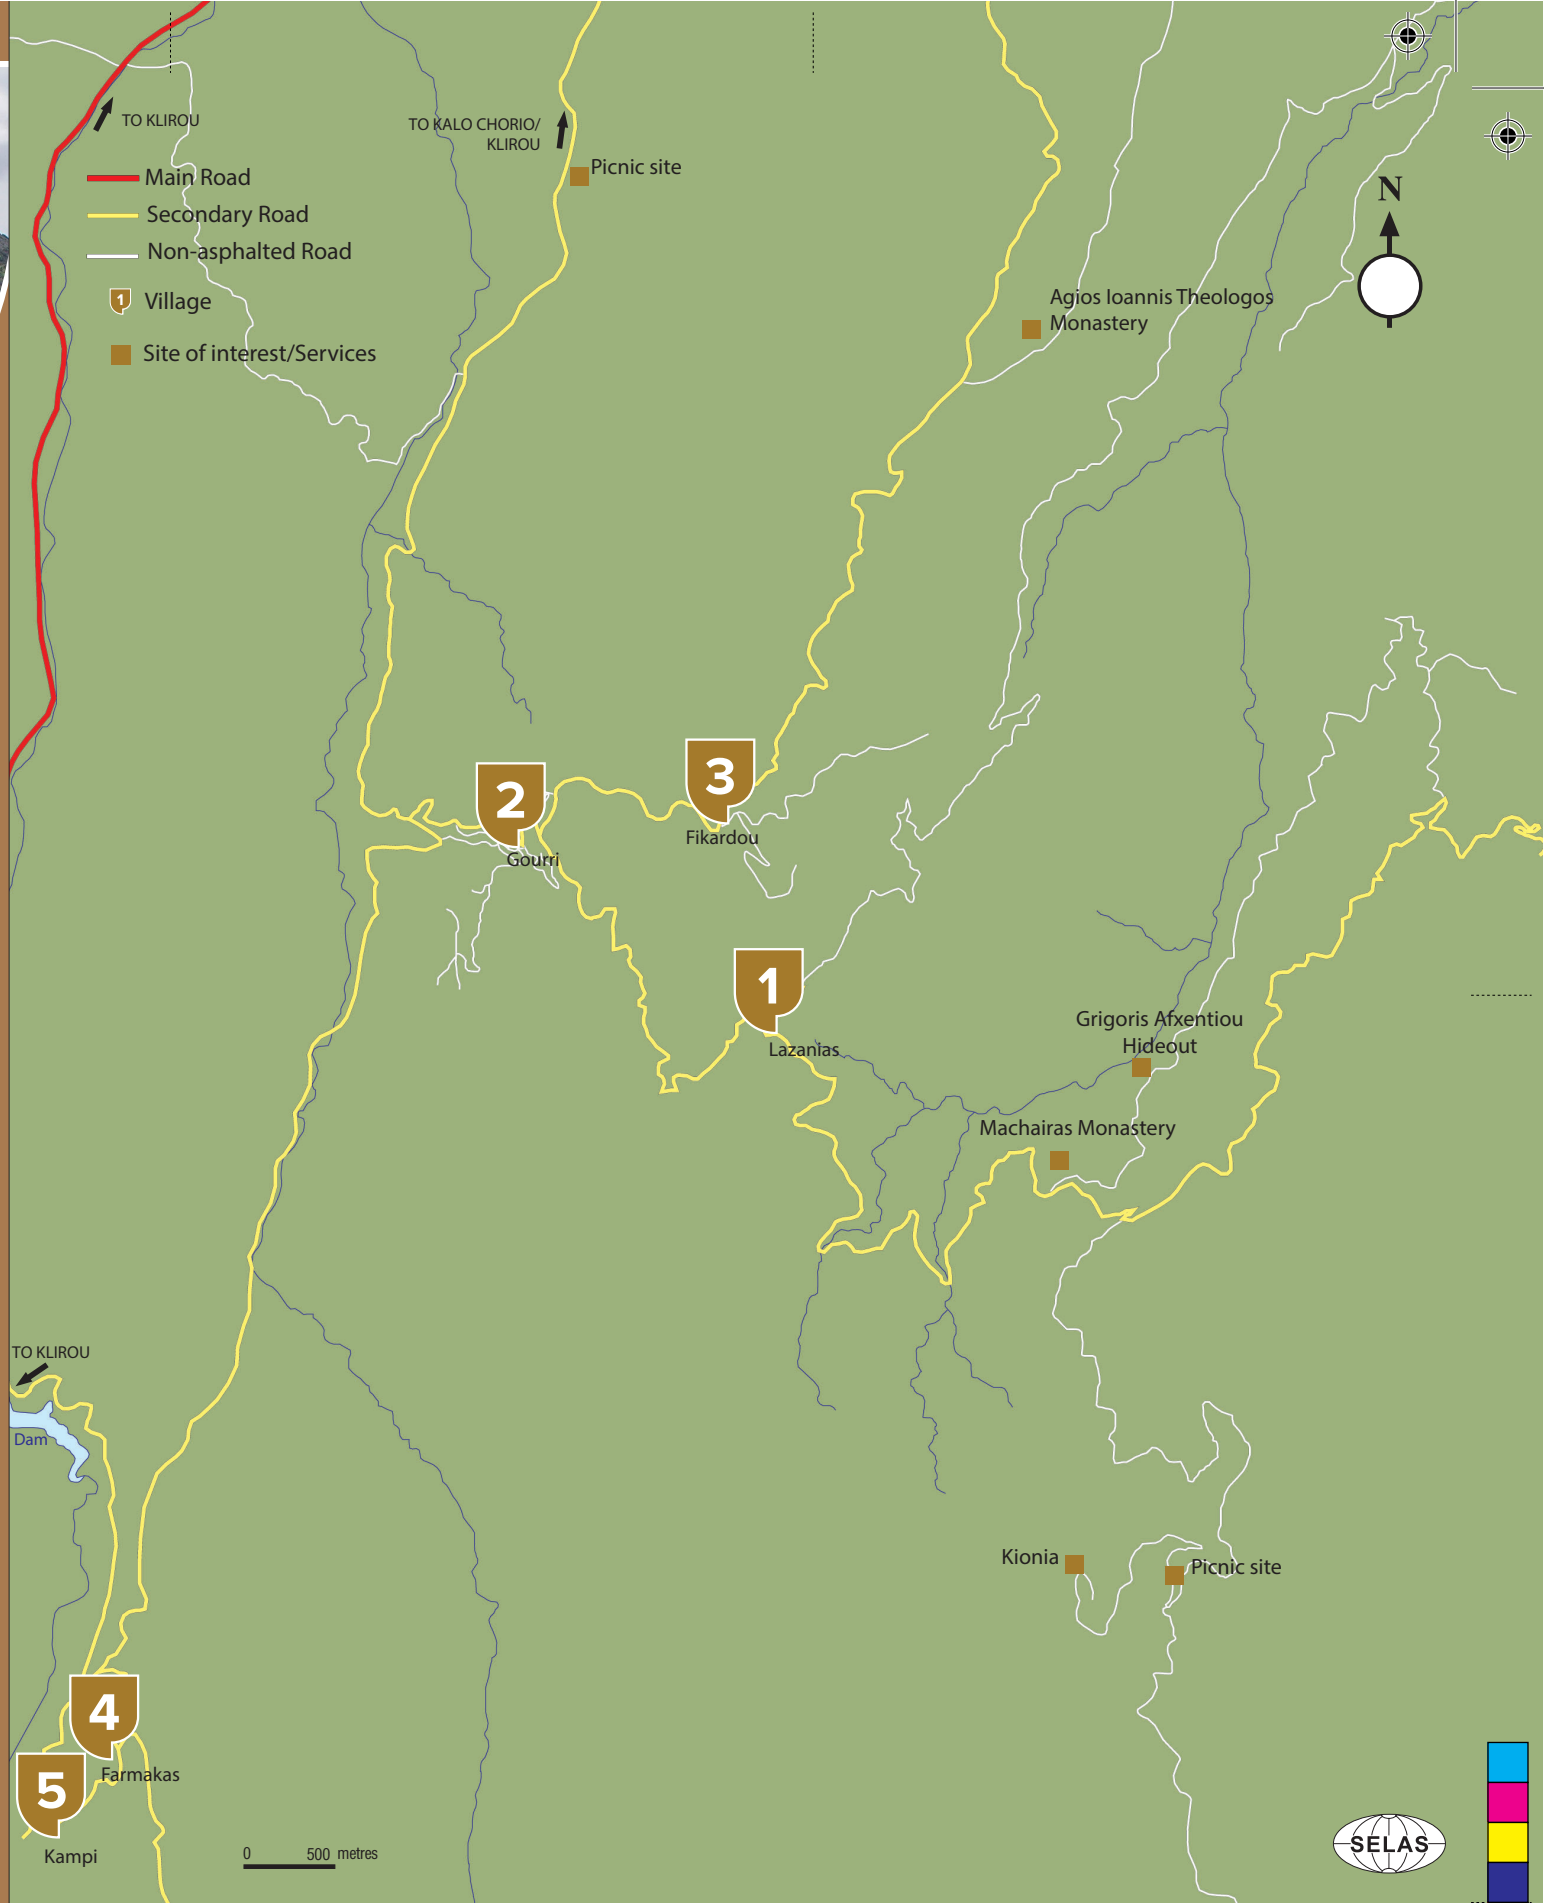 TO KLIROU
TO KALO CHORIO/
KLIROU
Picnic site
Main Road
Secondary Road
Non-asphalted Road
1 Village
Site of interest/Services
N
Agios Ioannis Theologos
Monastery
3
Fikardou
2
Gourri
1
Lazanias
Grigoris Afxentiou
Hideout
Machairas Monastery
TO KLIROU
Dam
Kionia
Picnic site
4
Farmakas
5
Kampi
0 500 metres
SELAS